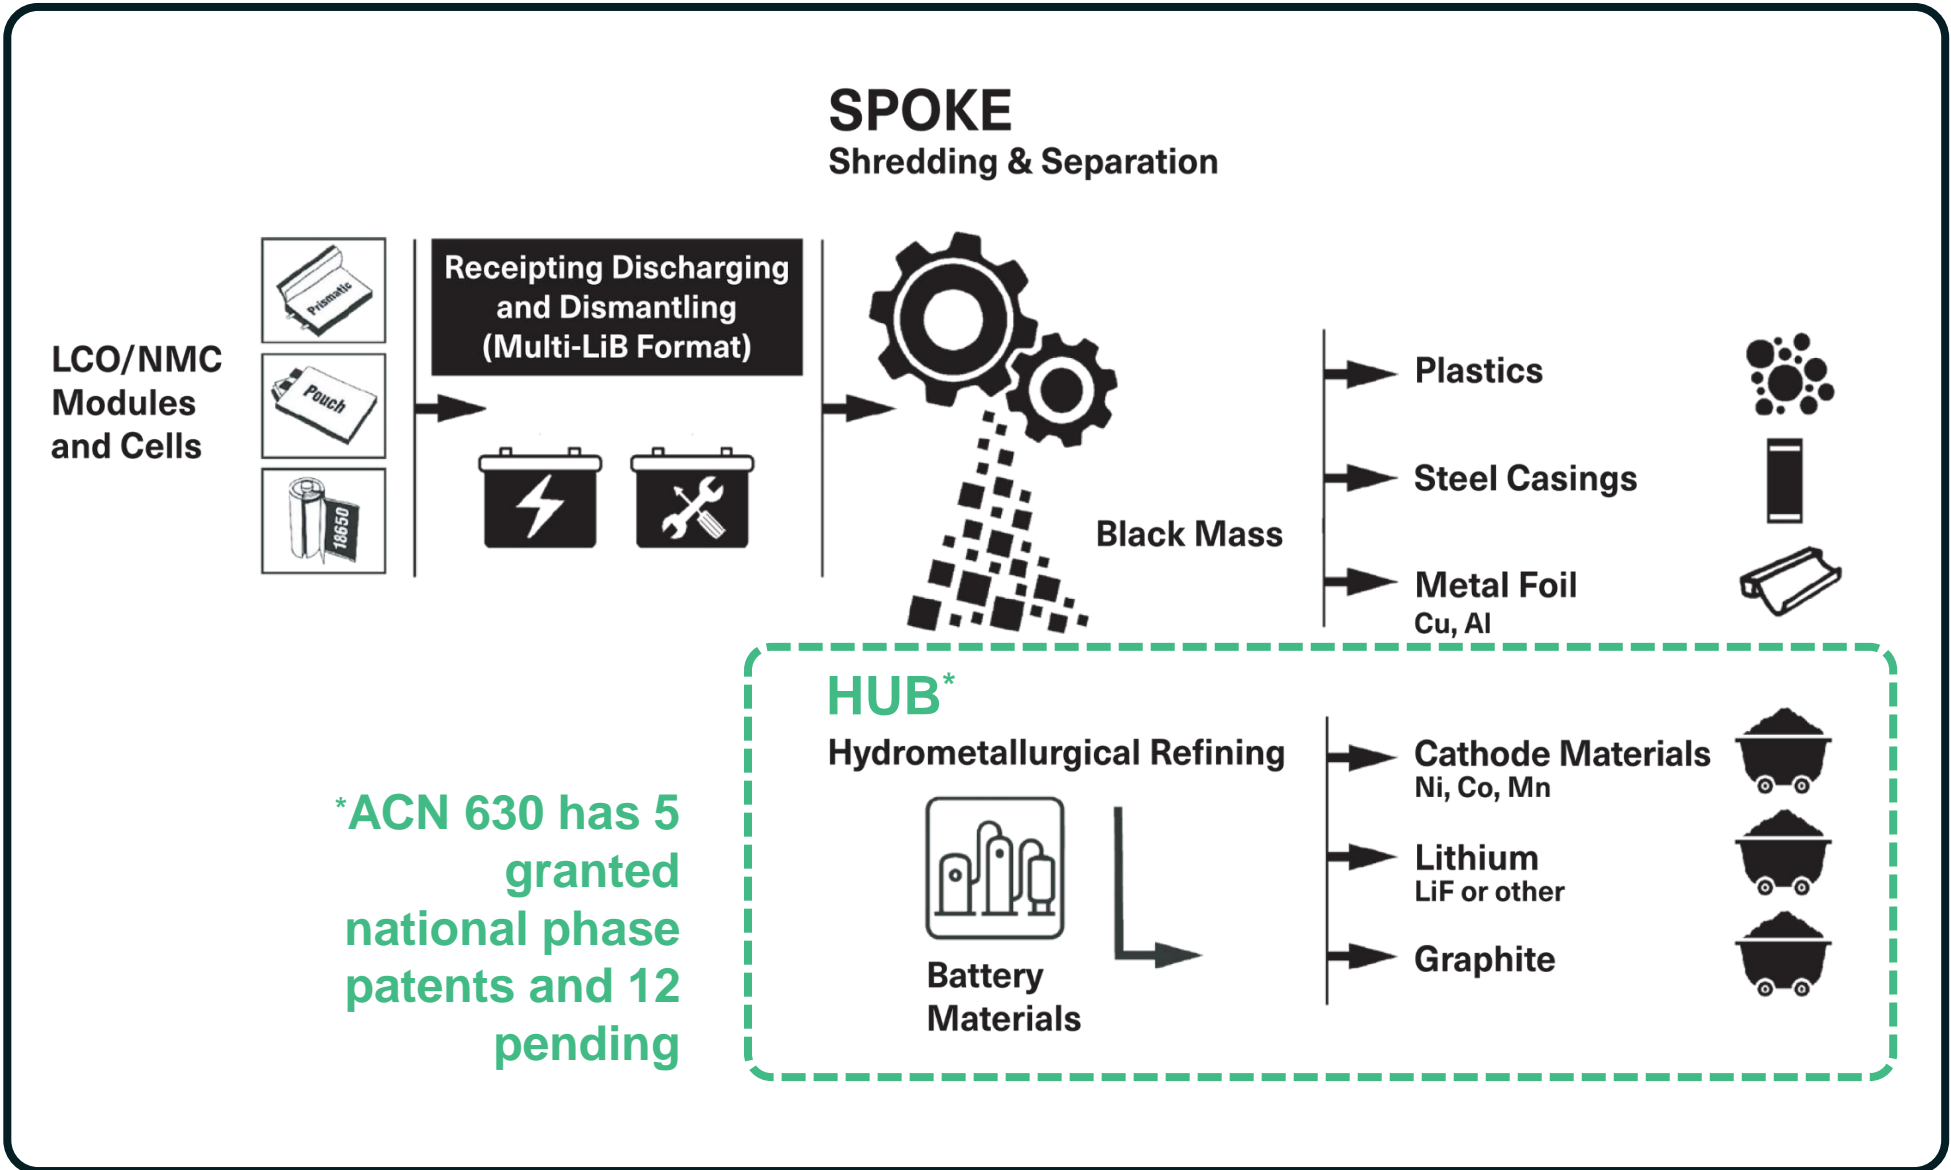 SPOKE
Shredding & Separation
LCO/NMC
Modules
and Cells
Prismatic
Pouch
18650
Receipting Discharging
and Dismantling
(Multi-LiB Format)
Black Mass
Plastics
Steel Casings
Metal Foil
Cu, Al
HUB*
Hydrometallurgical Refining
Battery
Materials
Cathode Materials
Ni, Co, Mn
Lithium
LiF or other
Graphite
*ACN 630 has 5
granted
national phase
patents and 12
pending